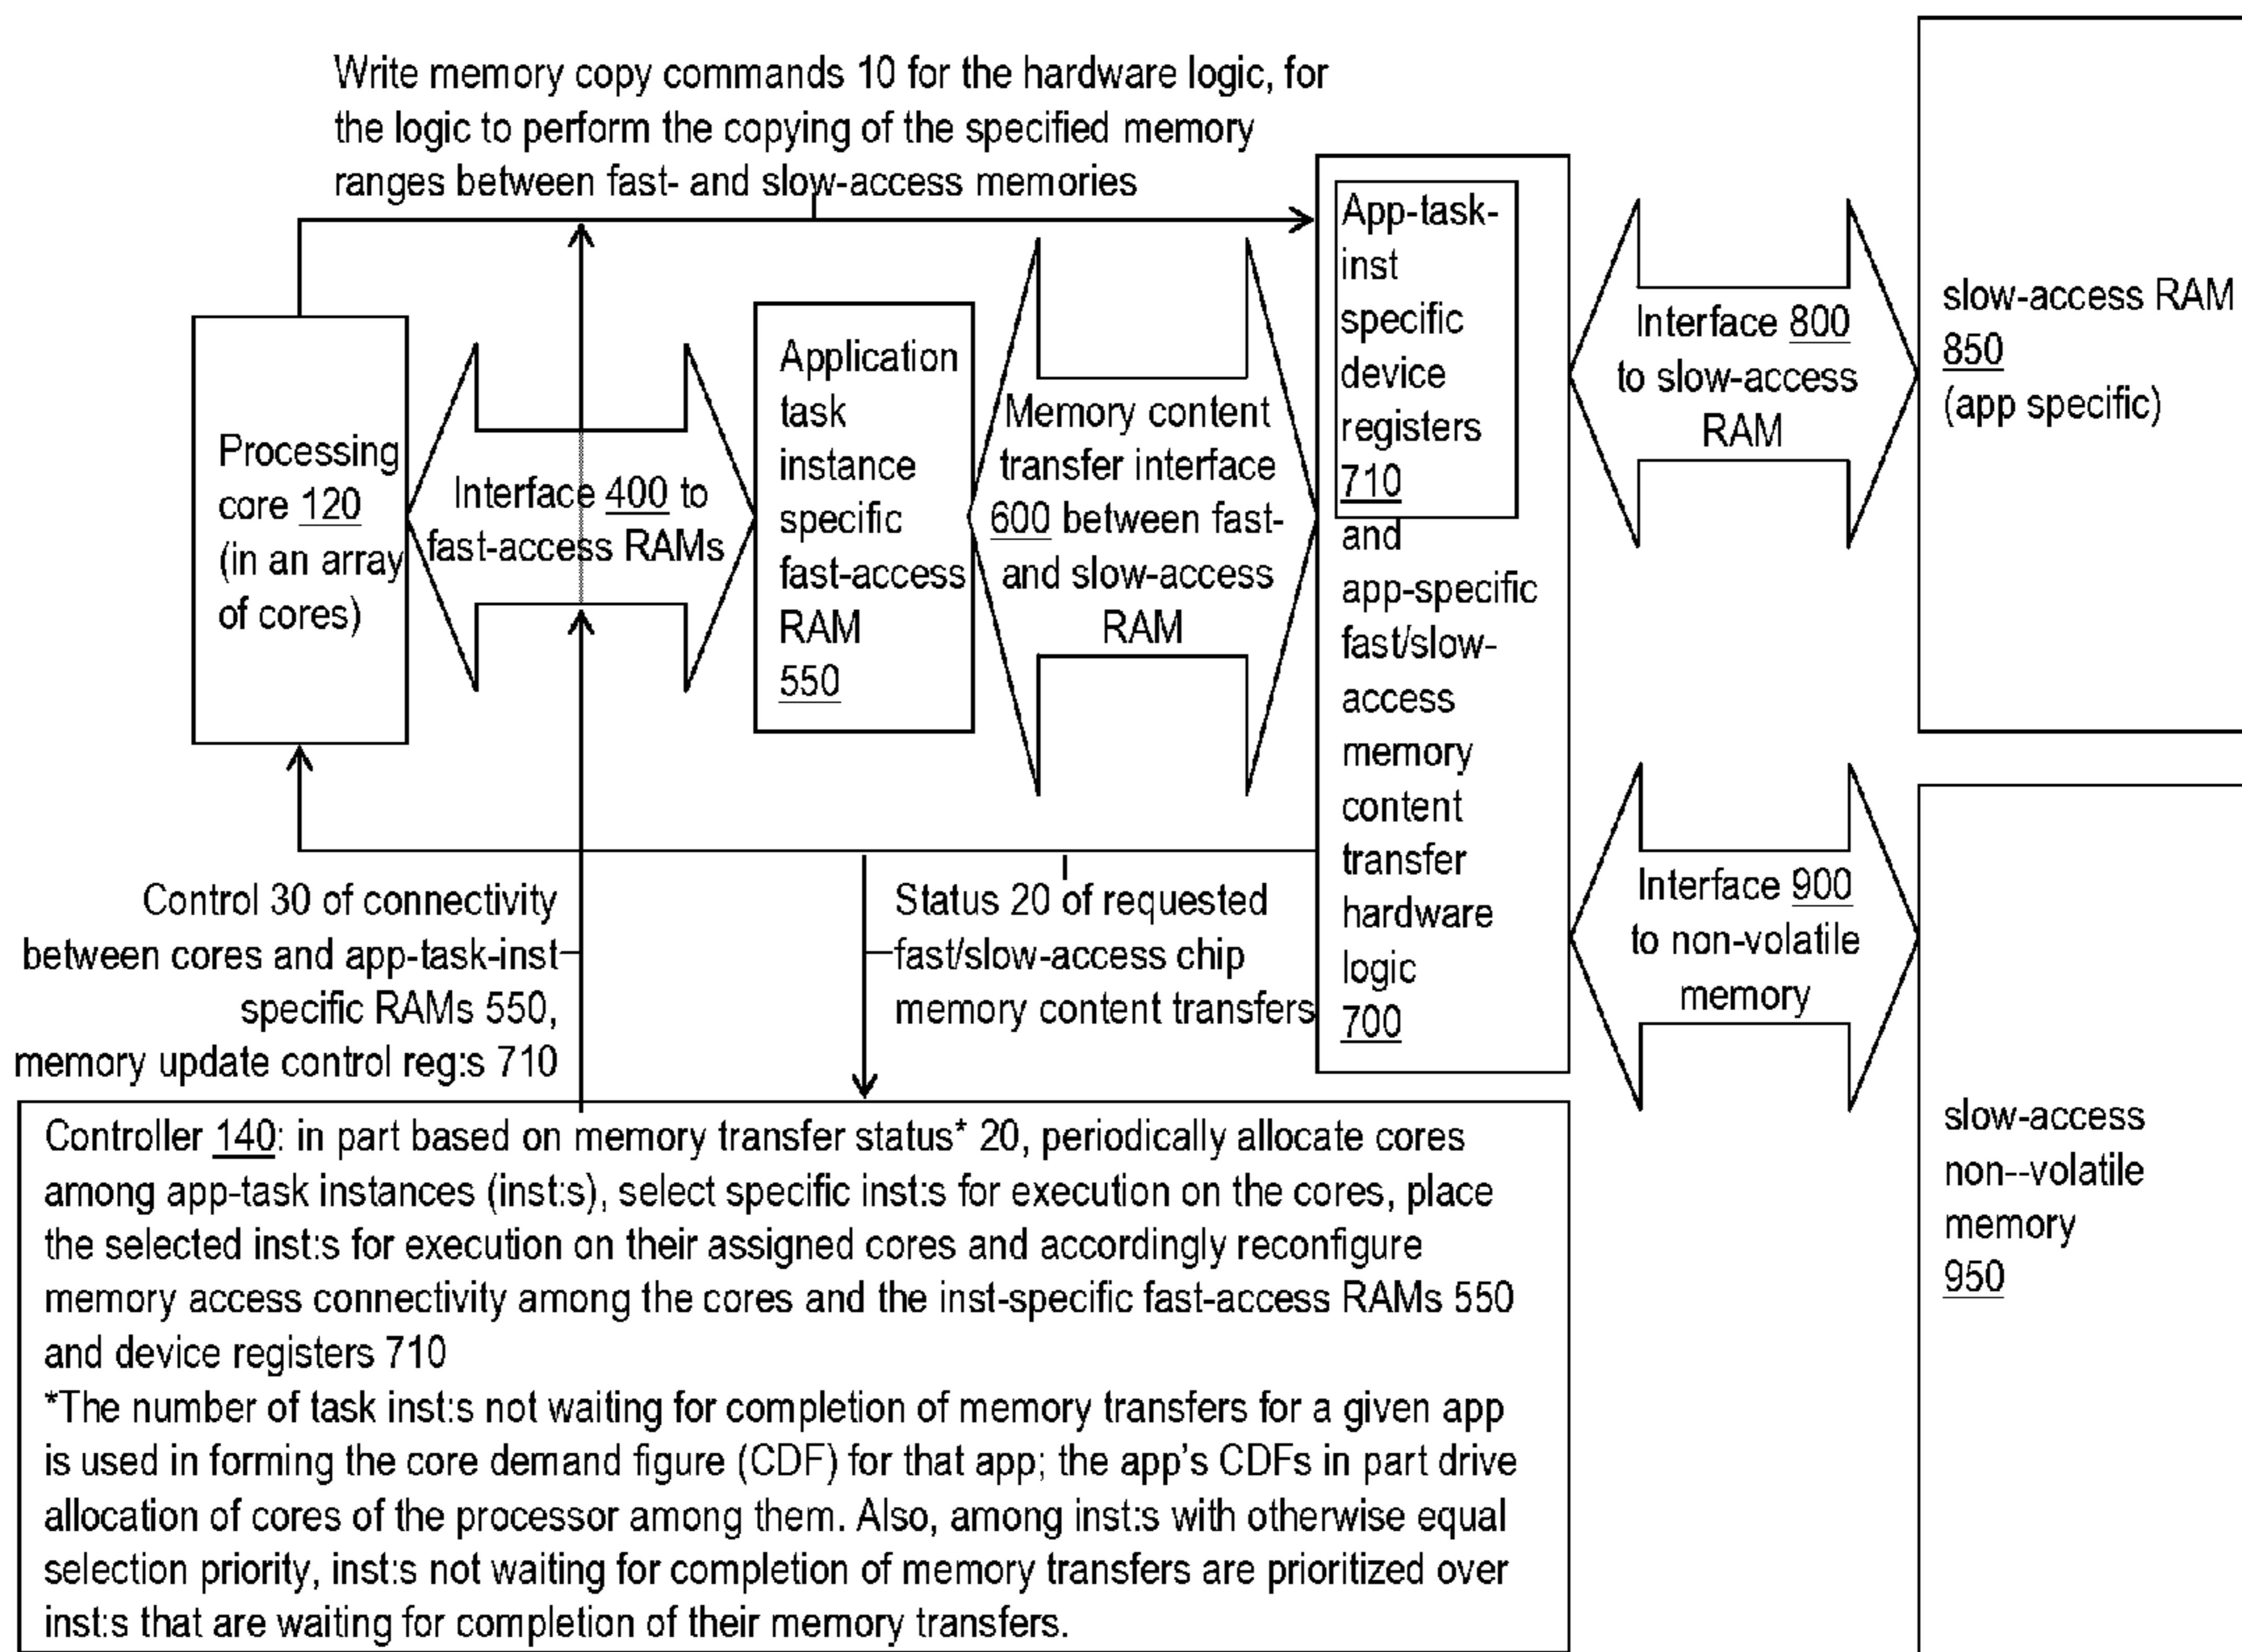 Write memory copy commands 10 for the hardware logic, for
the logic to perform the copying of the specified memory
ranges between fast- and slow-access memories
Processing
core 120
(in an array
of cores)
Interface 400 to
fast-access RAMs
Application
task
instance
specific
fast-access
RAM
550
Memory content
transfer interface
600 between fast-
and slow-access
RAM
App-task-
inst
specific
device
registers
710
and
app-specific
fast/slow-
access
memory
content
transfer
hardware
logic
700
Interface 800
to slow-access
RAM
slow-access RAM
850
(app specific)
Interface 900
to non-volatile
memory
slow-access
non--volatile
memory
950
Control 30 of connectivity
between cores and app-task-inst
specific RAMs 550,
memory update control reg:s 710
Status 20 of requested
fast/slow-access chip
memory content transfers
Controller 140: in part based on memory transfer status* 20, periodically allocate cores
among app-task instances (inst:s), select specific inst:s for execution on the cores, place
the selected inst:s for execution on their assigned cores and accordingly reconfigure
memory access connectivity among the cores and the inst-specific fast-access RAMs 550
and device registers 710
*The number of task inst:s not waiting for completion of memory transfers for a given app
is used in forming the core demand figure (CDF) for that app; the app's CDFs in part drive
allocation of cores of the processor among them. Also, among inst:s with otherwise equal
selection priority, inst:s not waiting for completion of memory transfers are prioritized over
inst:s that are waiting for completion of their memory transfers.